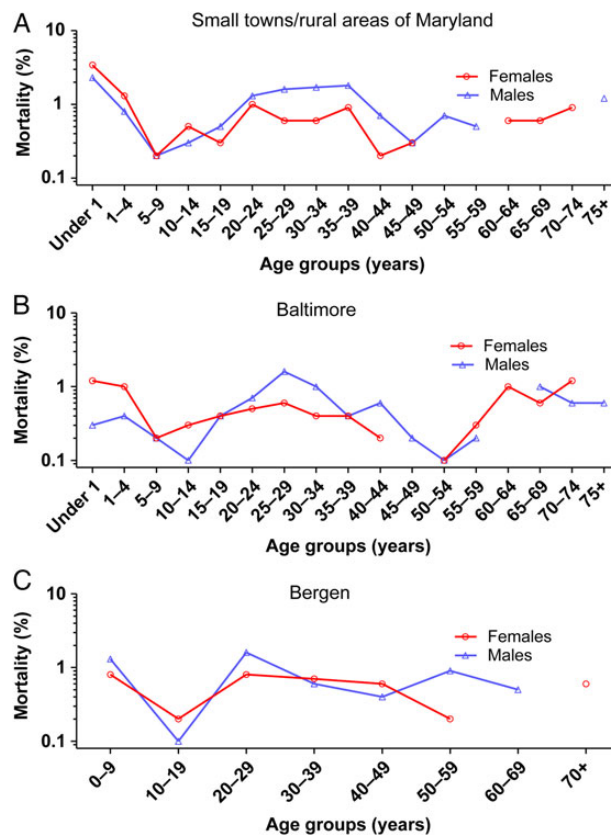 A
Small towns/rural areas of Maryland
Mortality (%)
10
1
0.1
Females
Males
Under 1
1–4
5–9
10–14
15–19
20–24
25–29
30–34
35–39
40–44
45–49
50–54
55–59
60–64
65–69
70–74
75+
Age groups (years)
B
Baltimore
Mortality (%)
10
1
0.1
Females
Males
Under 1
1–4
5–9
10–14
15–19
20–24
25–29
30–34
35–39
40–44
45–49
50–54
55–59
60–64
65–69
70–74
75+
Age groups (years)
C
Bergen
Mortality (%)
10
1
0.1
Females
Males
0–9
10–19
20–29
30–39
40–49
50–59
60–69
70+
Age groups (years)